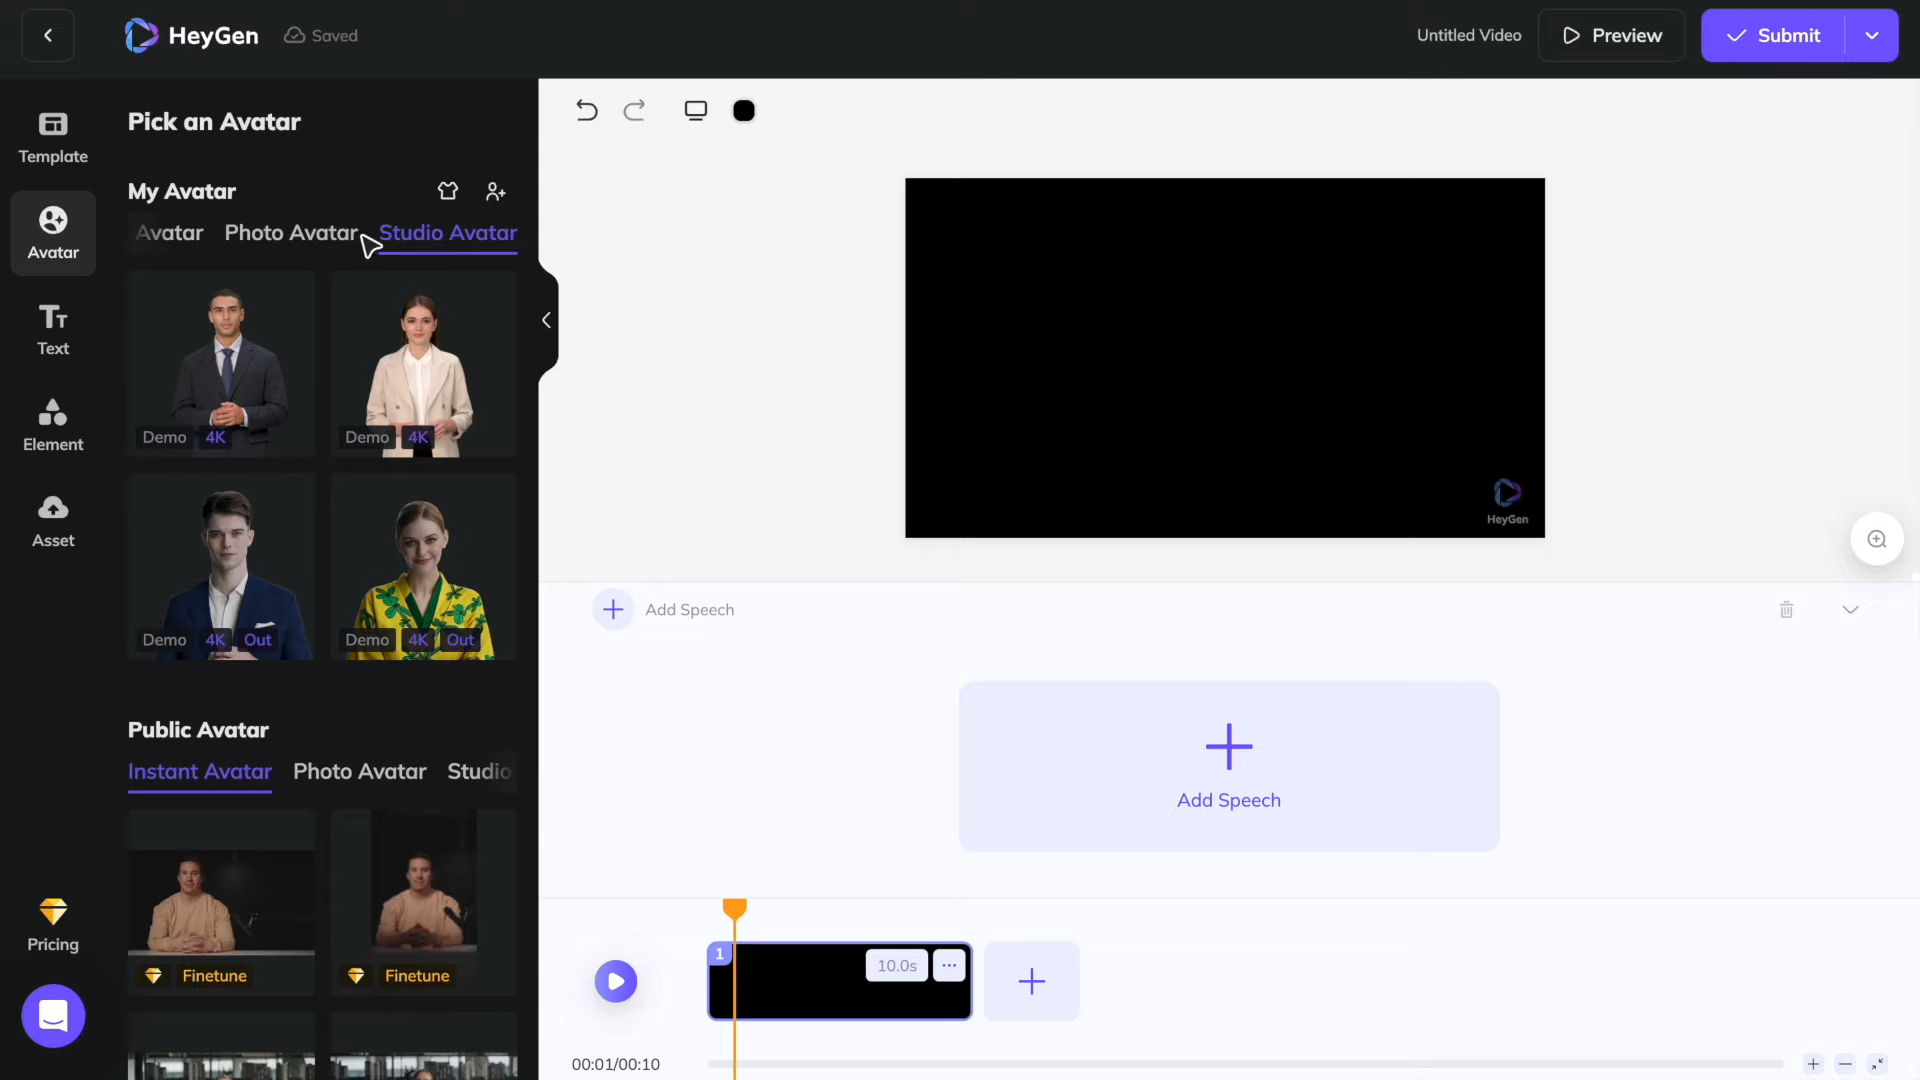 HeyGen
Saved
Untitled Video
Preview
Submit
Template
Avatar
Text
Element
Asset
Pricing
Pick an Avatar
My Avatar
Avatar
Photo Avatar
Studio Avatar
Demo 4K
Demo 4K
Demo 4K Out
Demo 4K Out
Public Avatar
Instant Avatar
Photo Avatar
Studio
Finetune
Finetune
HeyGen
Add Speech
Add Speech
1
10.0s
00:01/00:10